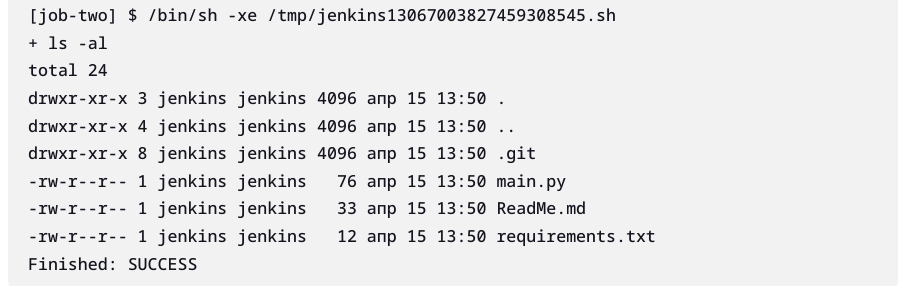 [job-two] $ /bin/sh -xe /tmp/jenkins13067003827459308545.sh
+ ls -al
total 24
drwxr-xr-x 3 jenkins jenkins 4096 апр 15 13:50 .
drwxr-xr-x 4 jenkins jenkins 4096 апр 15 13:50 ..
drwxr-xr-x 8 jenkins jenkins 4096 апр 15 13:50 .git
-rw-r--r-- 1 jenkins jenkins   76 апр 15 13:50 main.py
-rw-r--r-- 1 jenkins jenkins   33 апр 15 13:50 ReadMe.md
-rw-r--r-- 1 jenkins jenkins   12 апр 15 13:50 requirements.txt
Finished: SUCCESS